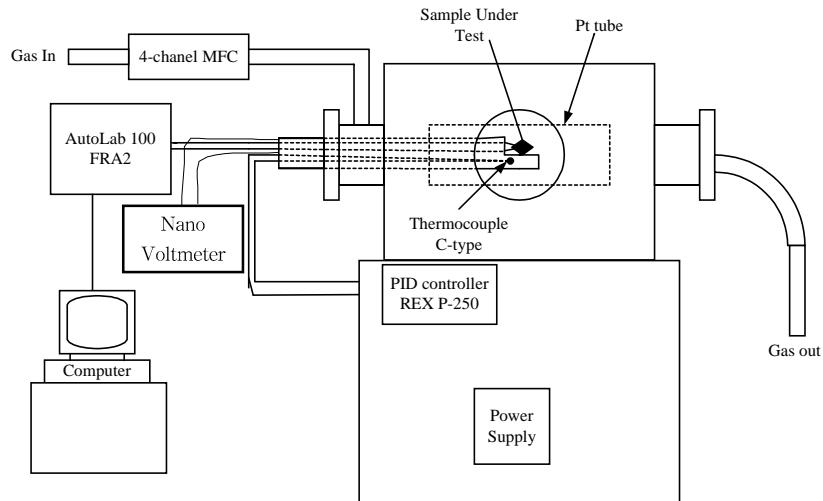 Sample Under
Test
Pt tube
Gas In
4-chanel MFC
AutoLab 100
FRA2
Nano
Voltmeter
Thermocouple
C-type
PID controller
REX P-250
Gas out
Computer
Power
Supply